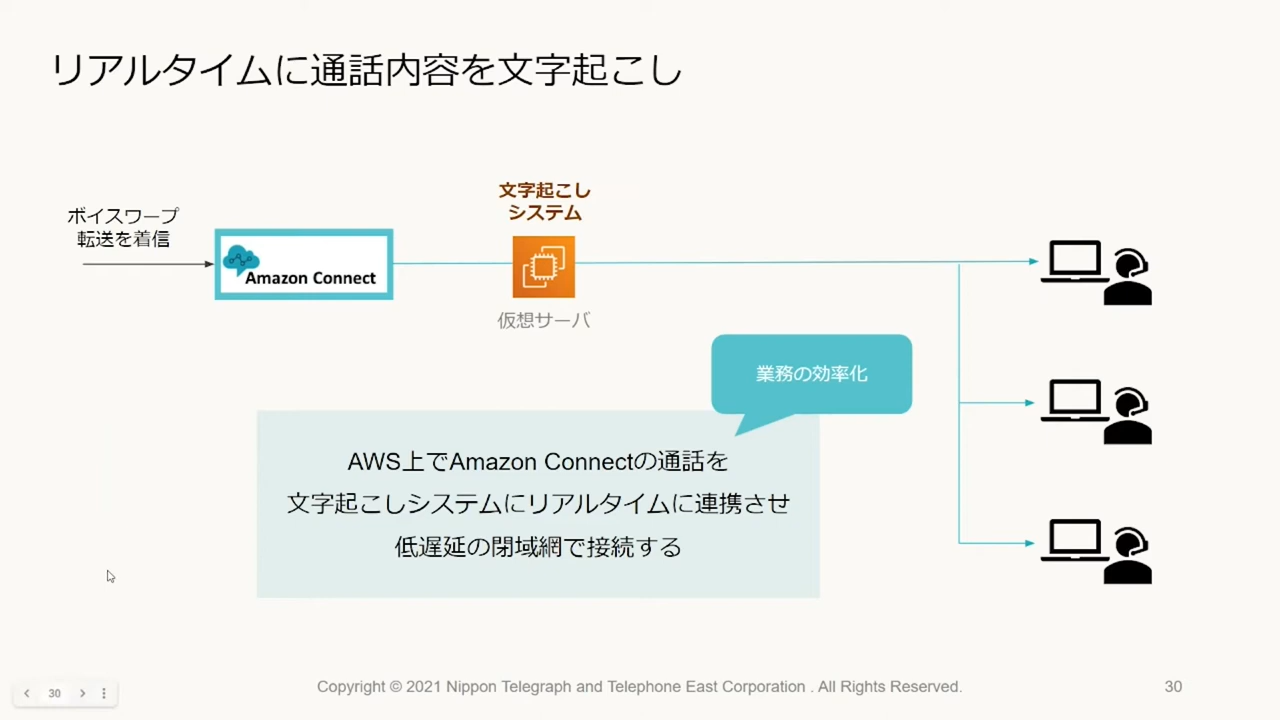 リアルタイムに通話内容を文字起こし
ボイスワープ
転送を着信
Amazon Connect
文字起こし
システム
仮想サーバ
業務の効率化
AWS上でAmazon Connectの通話を
文字起こしシステムにリアルタイムに連携させ
低遅延の閉域網で接続する
30
Copyright © 2021 Nippon Telegraph and Telephone East Corporation . All Rights Reserved.
30